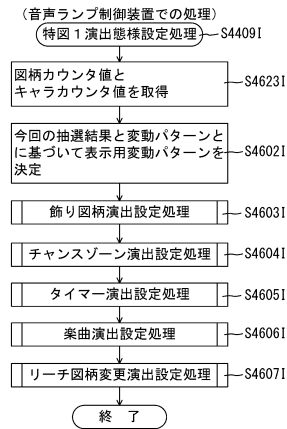 （音声ランプ制御装置での処理）
特図１演出態様設定処理 S4409I
図柄カウンタ値と
キャラカウンタ値を取得 S4623I
今回の抽選結果と変動パターンと
に基づいて表示用変動パターンを
決定 S4602I
飾り図柄演出設定処理 S4603I
チャンスゾーン演出設定処理 S4604I
タイマー演出設定処理 S4605I
楽曲演出設定処理 S4606I
リーチ図柄変更演出設定処理 S4607I
終　了